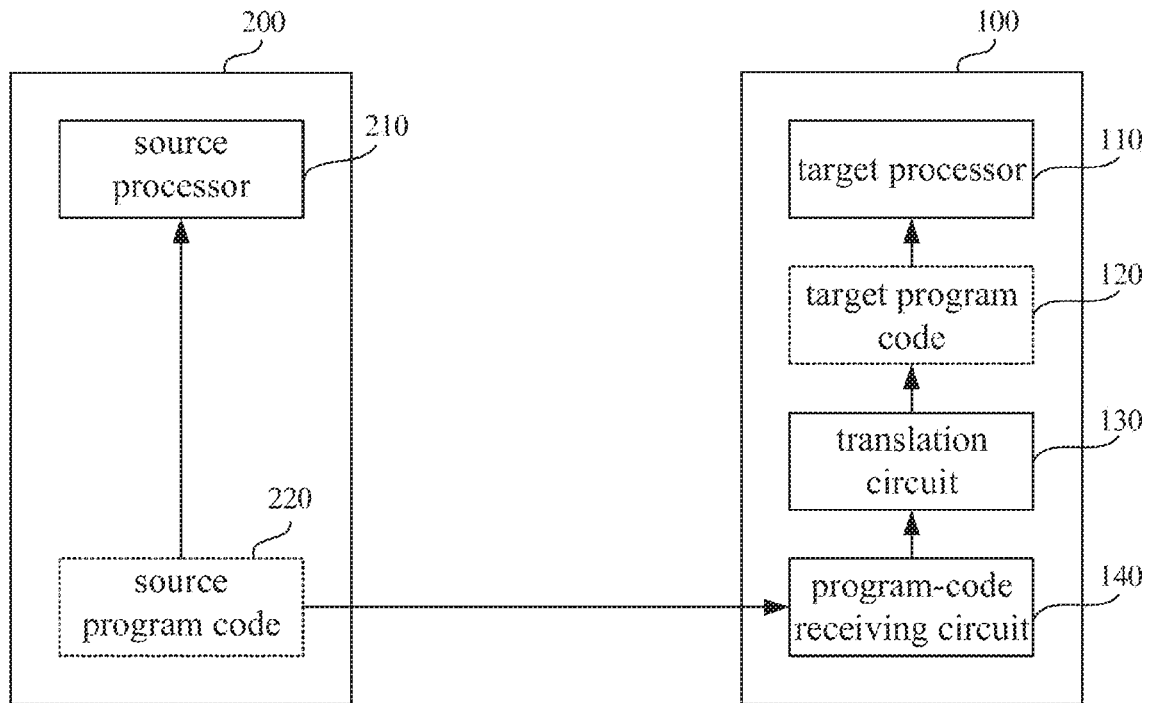 200
source
processor
210
220
source
program code
100
target processor
110
target program
code
120
translation
circuit
130
program-code
receiving circuit
140